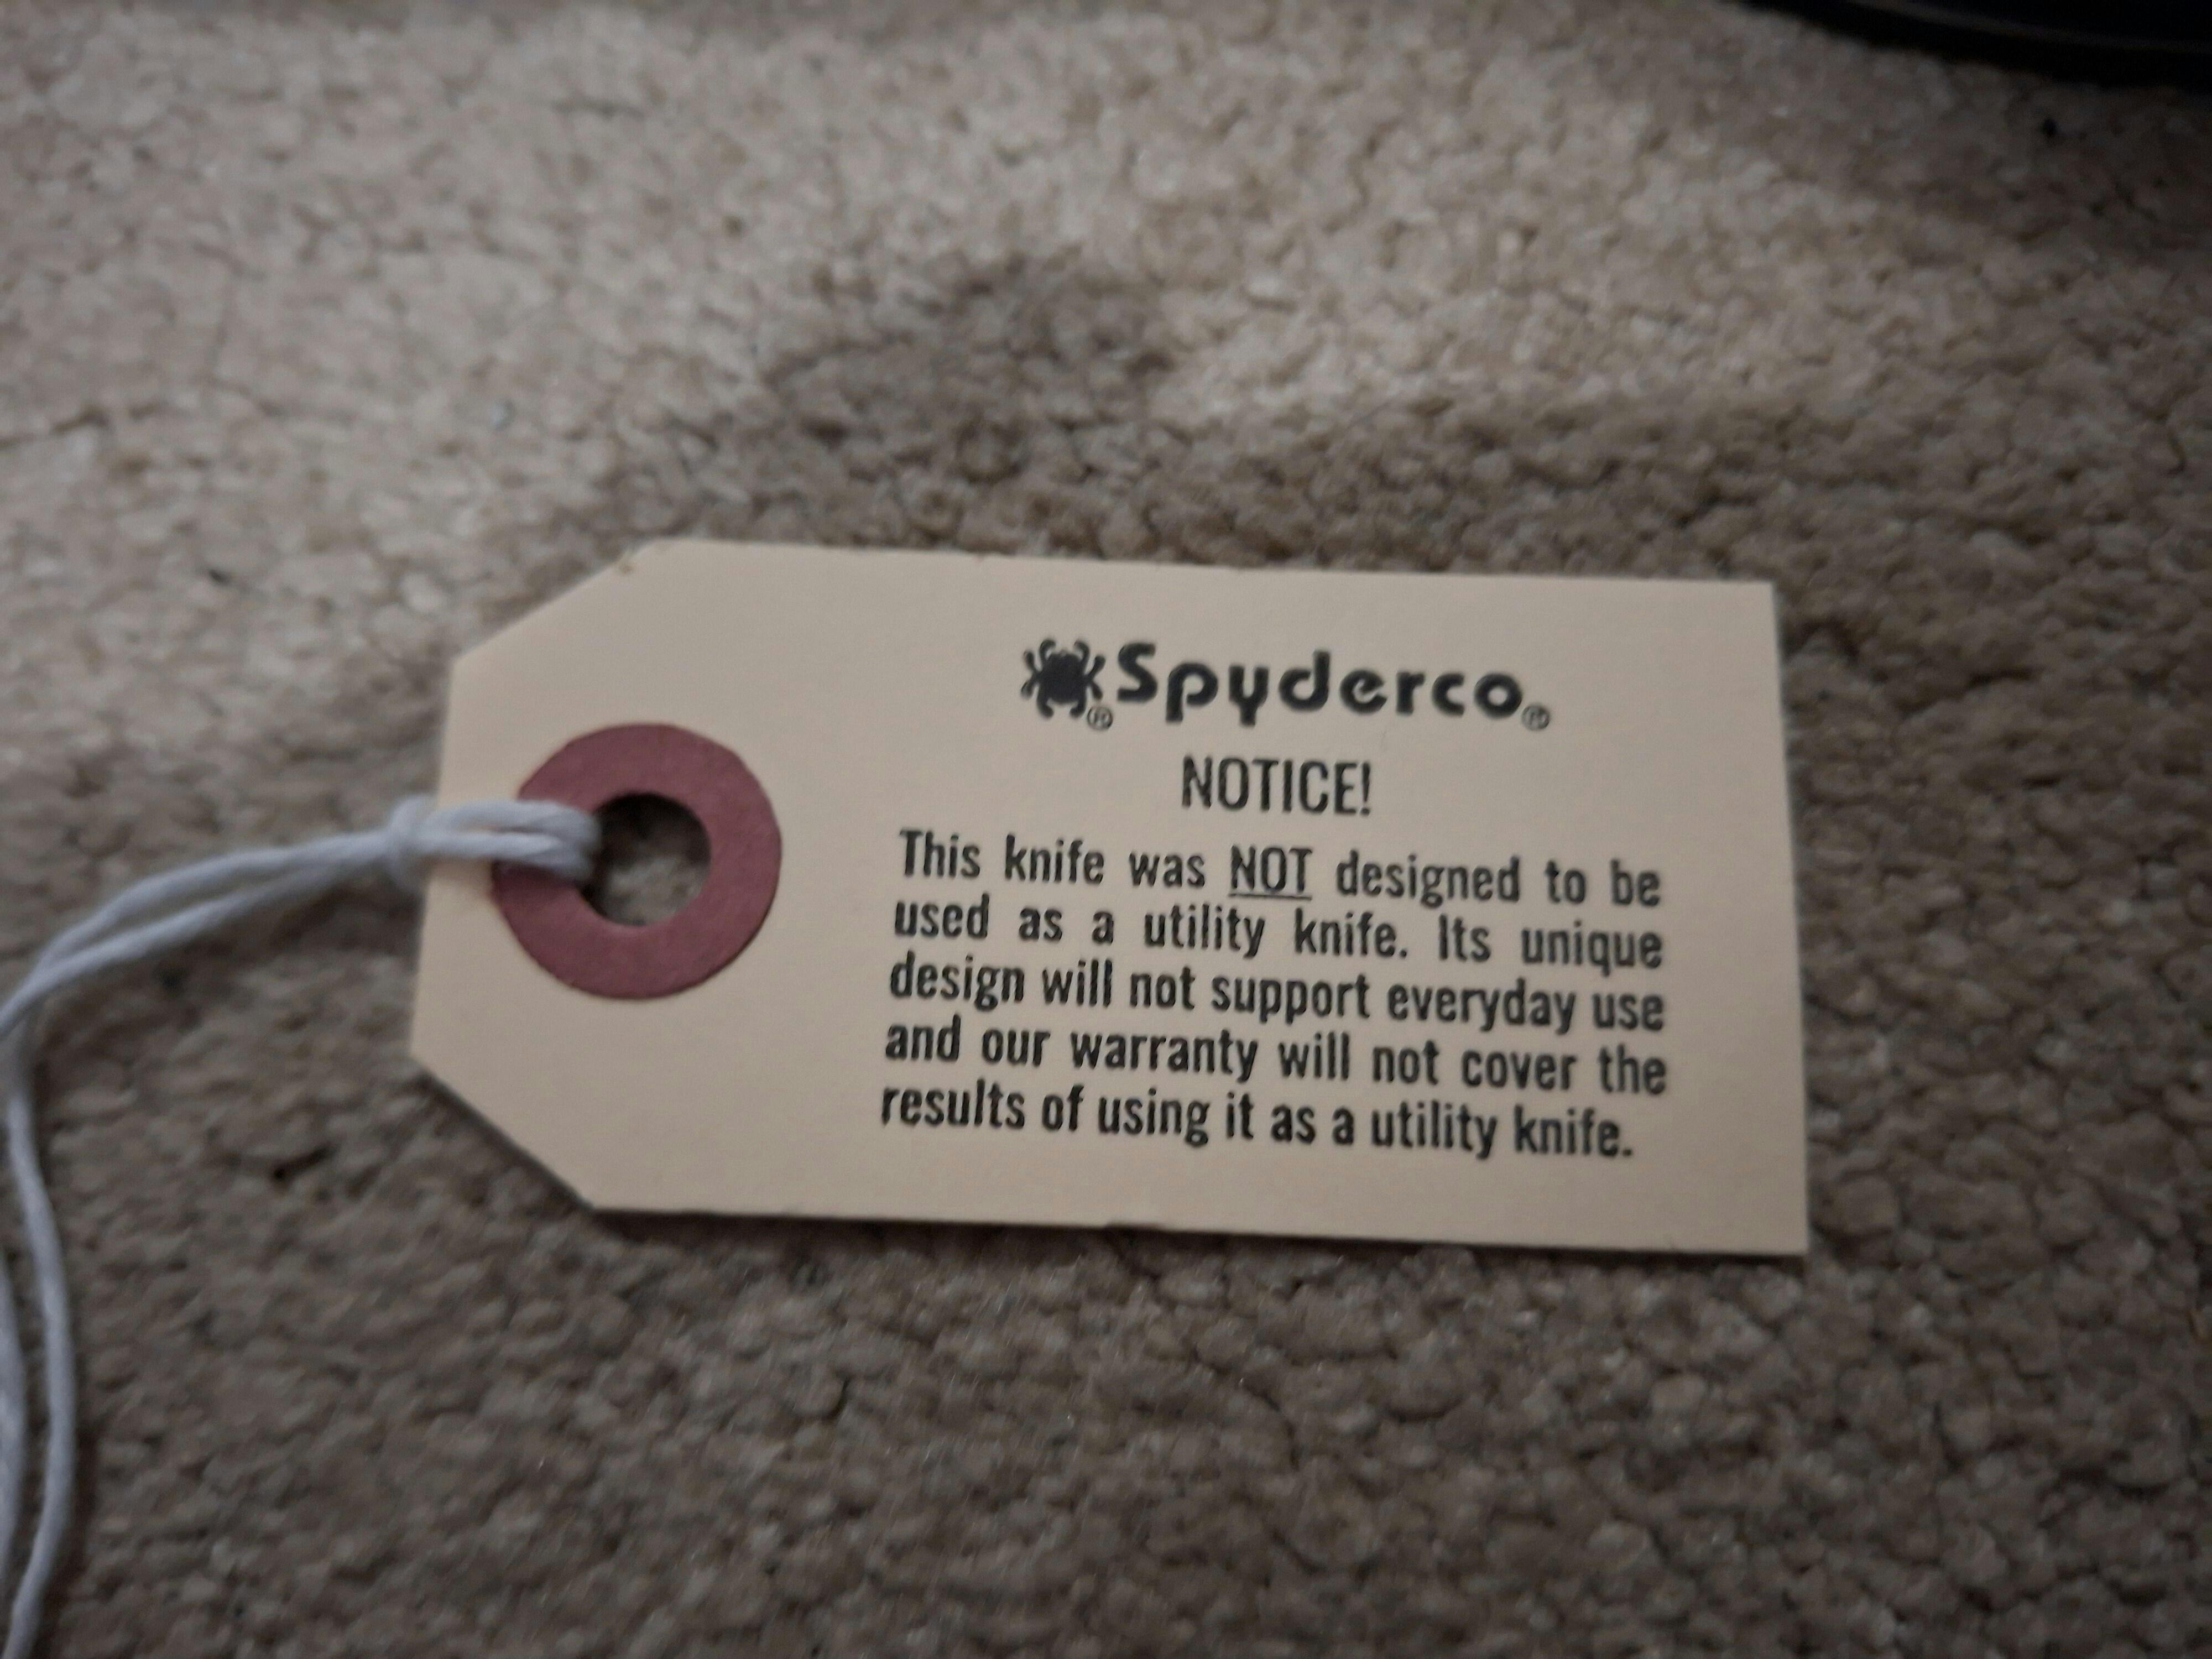 Spyderco®
NOTICE!
This knife was NOT designed to be
used as a utility knife. Its unique
design will not support everyday use
and our warranty will not cover the
results of using it as a utility knife.